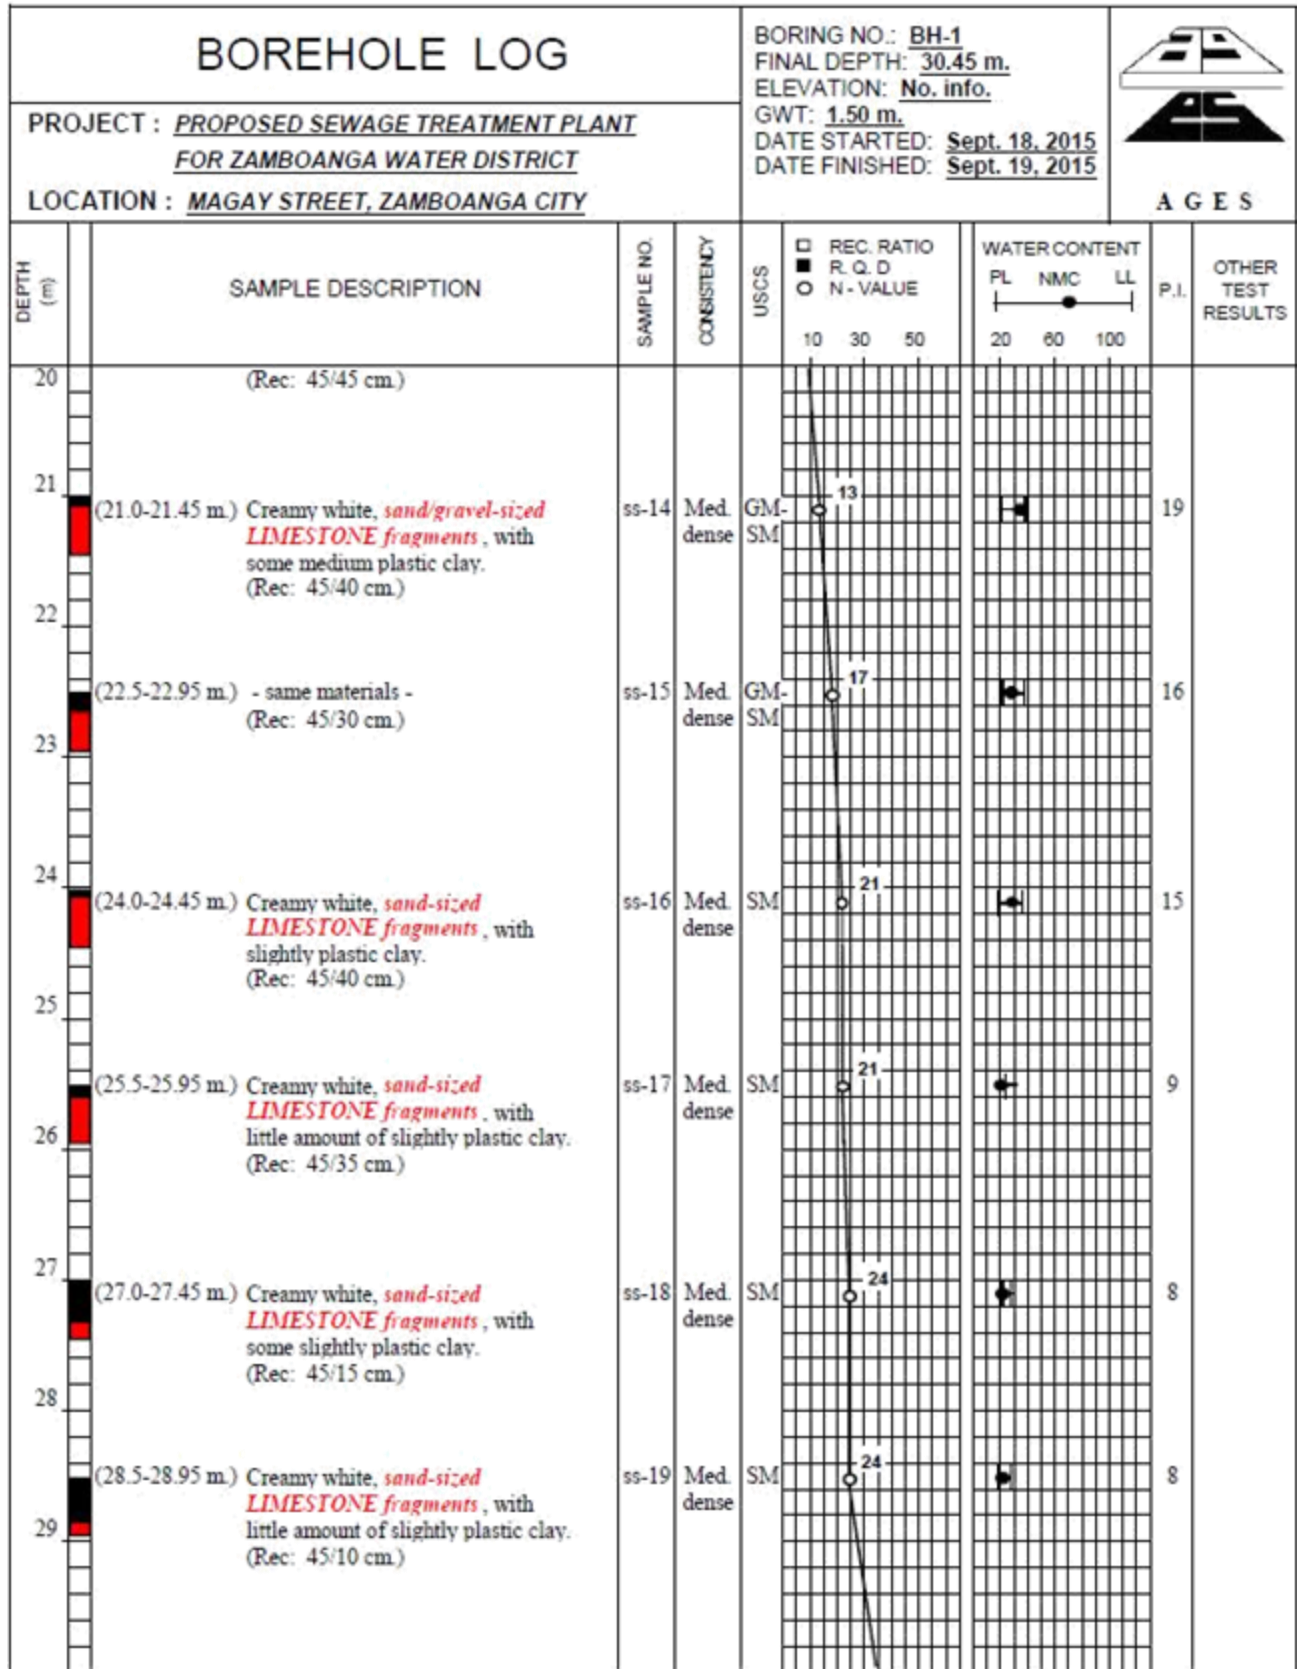 BOREHOLE LOG
PROJECT : PROPOSED SEWAGE TREATMENT PLANT
FOR ZAMBOANGA WATER DISTRICT
LOCATION : MAGAY STREET, ZAMBOANGA CITY
BORING NO.: BH-1
FINAL DEPTH: 30.45 m.
ELEVATION: No. info.
GWT: 1.50 m.
DATE STARTED: Sept. 18, 2015
DATE FINISHED: Sept. 19, 2015
A G E S
DEPTH
(m)
SAMPLE DESCRIPTION
SAMPLE NO.
CONSISTENCY
USCS
REC. RATIO
R. Q. D
N - VALUE
10 30 50
WATER CONTENT
PL NMC LL
20 60 100
P.I.
OTHER
TEST
RESULTS
20 (Rec: 45/45 cm.)
21
13
(21.0-21.45 m.) Creamy white, sand/gravel-sized ss-14 Med. GM- 19
LIMESTONE fragments , with dense SM
some medium plastic clay.
(Rec: 45/40 cm.)
22
17
(22.5-22.95 m.) - same materials - ss-15 Med. GM- 16
(Rec: 45/30 cm.) dense SM
23
24
21
(24.0-24.45 m.) Creamy white, sand-sized ss-16 Med. SM 15
LIMESTONE fragments , with dense
slightly plastic clay.
(Rec: 45/40 cm.)
25
21
(25.5-25.95 m.) Creamy white, sand-sized ss-17 Med. SM 9
LIMESTONE fragments , with dense
26 little amount of slightly plastic clay.
(Rec: 45/35 cm.)
27
24
(27.0-27.45 m.) Creamy white, sand-sized ss-18 Med. SM 8
LIMESTONE fragments , with dense
some slightly plastic clay.
(Rec: 45/15 cm.)
28
24
(28.5-28.95 m.) Creamy white, sand-sized ss-19 Med. SM 8
LIMESTONE fragments , with dense
29 little amount of slightly plastic clay.
(Rec: 45/10 cm.)